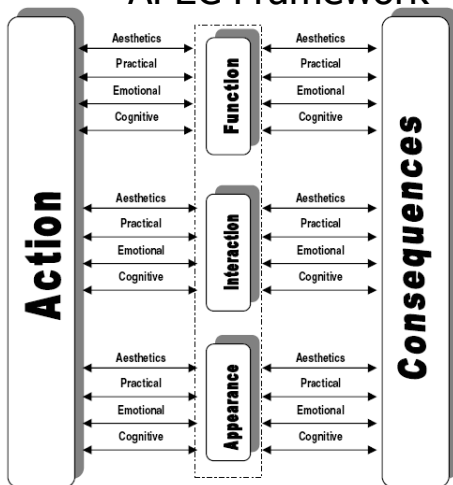 APEC Framework
Aesthetics
Practical
Emotional
Cognitive
Function
Aesthetics
Practical
Emotional
Cognitive
Action
Aesthetics
Practical
Emotional
Cognitive
Interaction
Aesthetics
Practical
Emotional
Cognitive
Consequences
Aesthetics
Practical
Emotional
Cognitive
Appearance
Aesthetics
Practical
Emotional
Cognitive